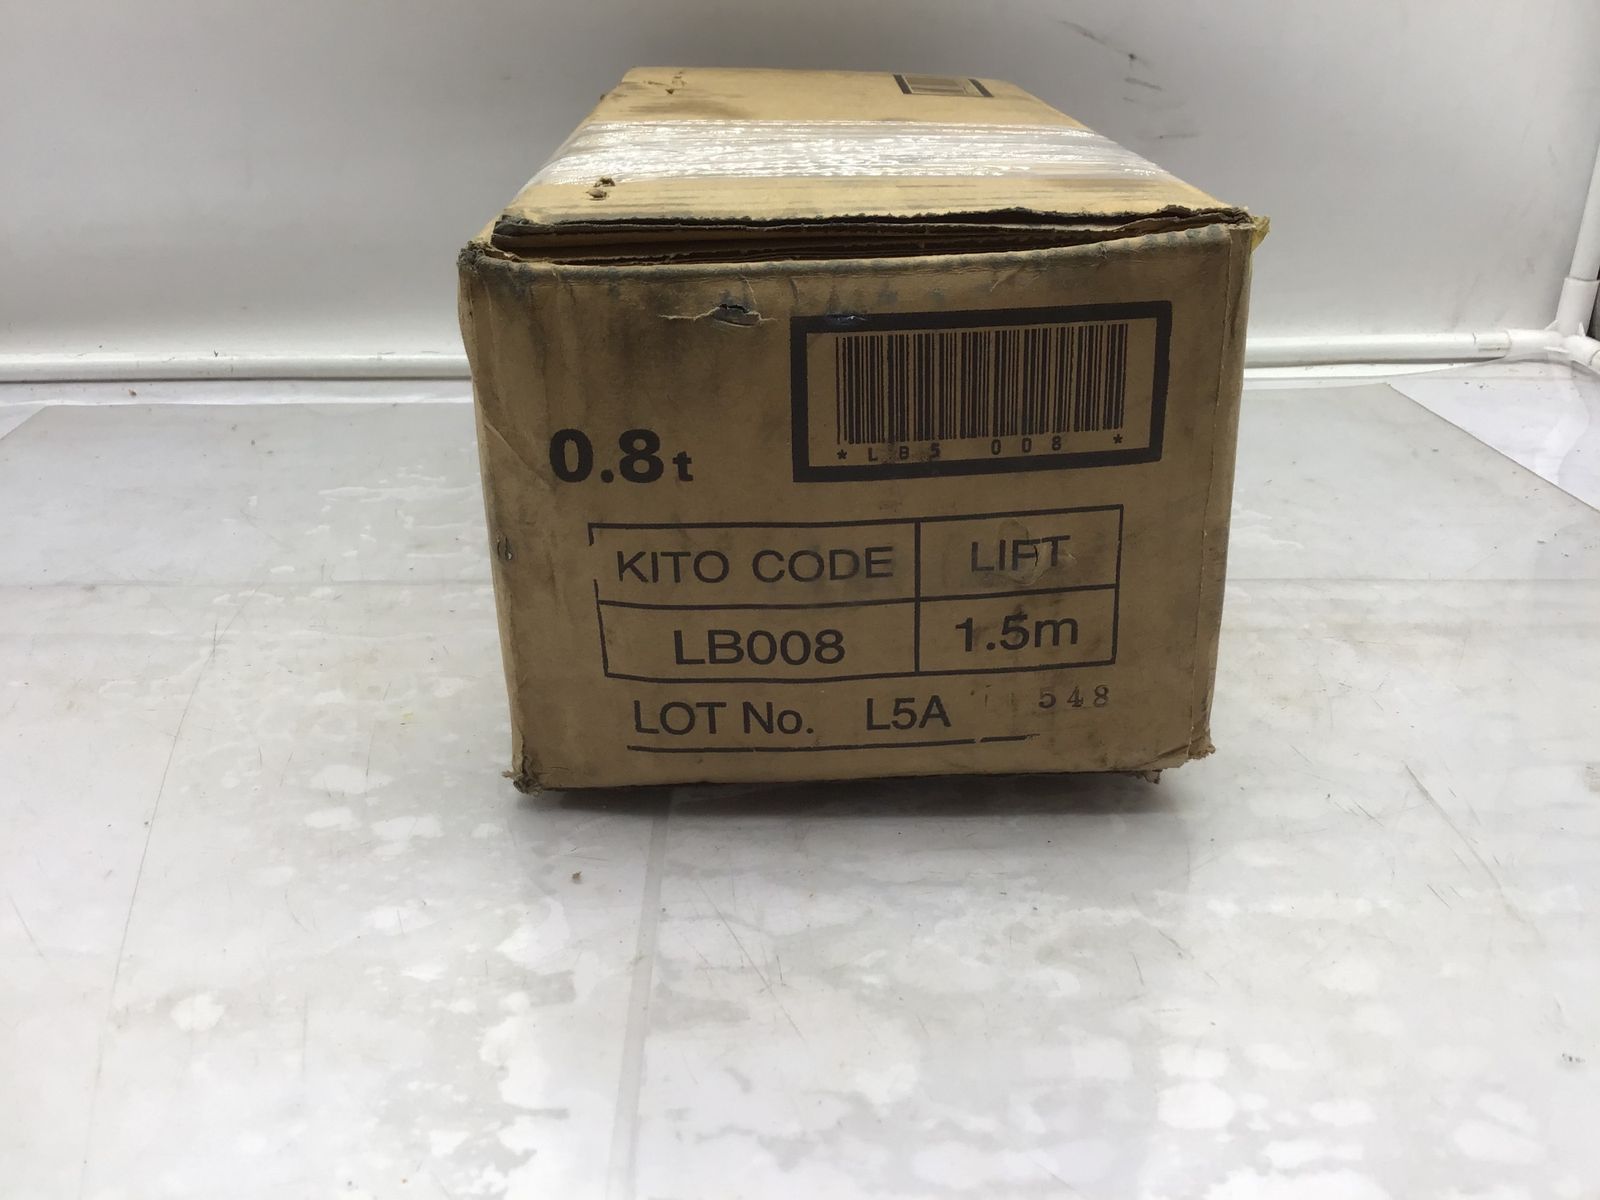 *LB5 008 *
0.8t
KITO CODE LIFT
LB008 1.5m
LOT No. L5A 548